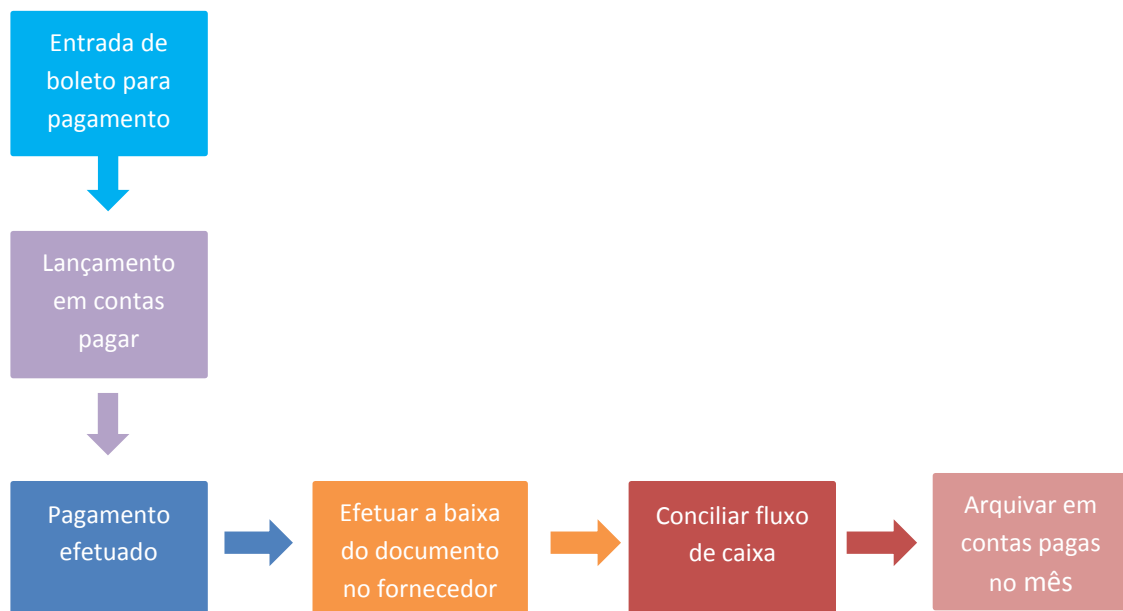 Entrada de
boleto para
pagamento
Lançamento
em contas
pagar
Pagamento
efetuado
Efetuar a baixa
do documento
no fornecedor
Conciliar fluxo
de caixa
Arquivar em
contas pagas
no mês